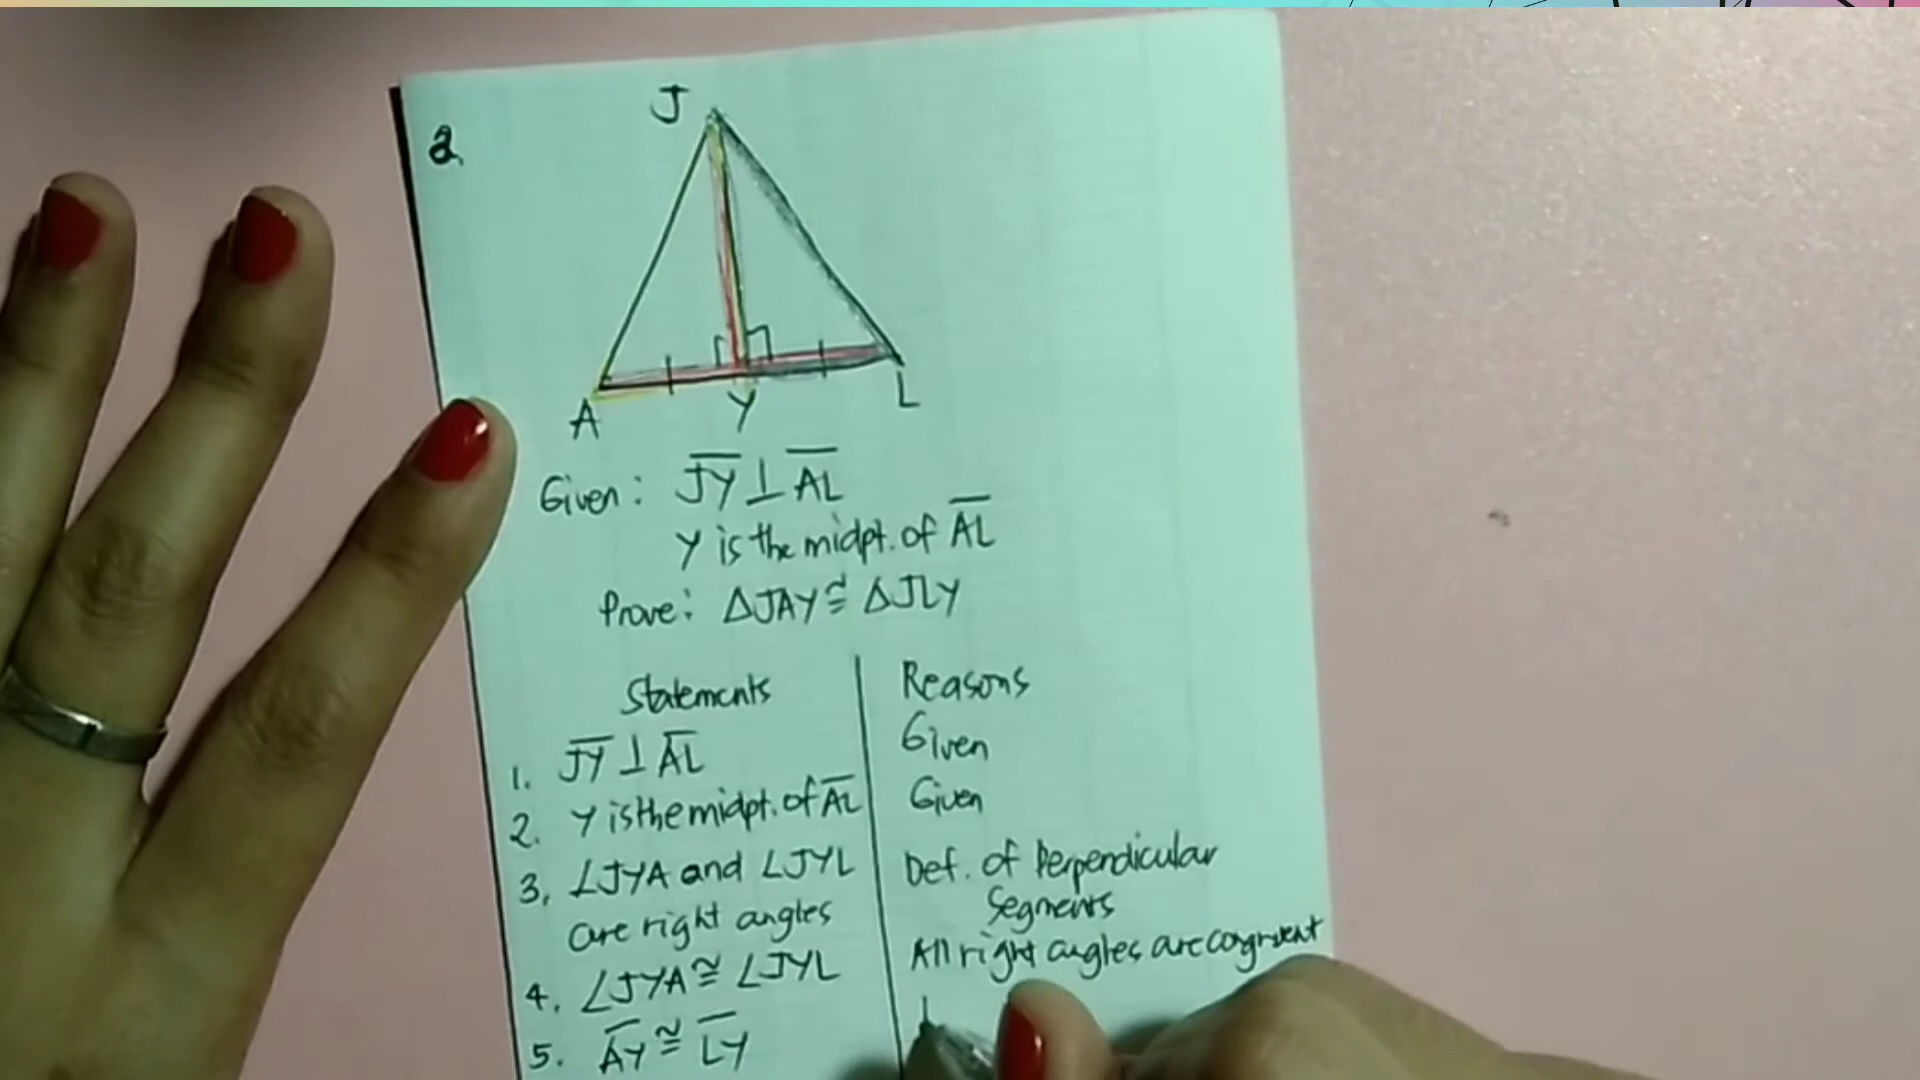 2.
J
A Y L
Given: JY ⊥ AL
Y is the midpt. of AL
Prove: △JAY ≅ △JLY
Statements Reasons
1. JY ⊥ AL Given
2. Y is the midpt. of AL Given
3. ∠JYA and ∠JYL Def. of Perpendicular
are right angles Segments
4. ∠JYA ≅ ∠JYL All right angles are congruent
5. AY ≅ LY